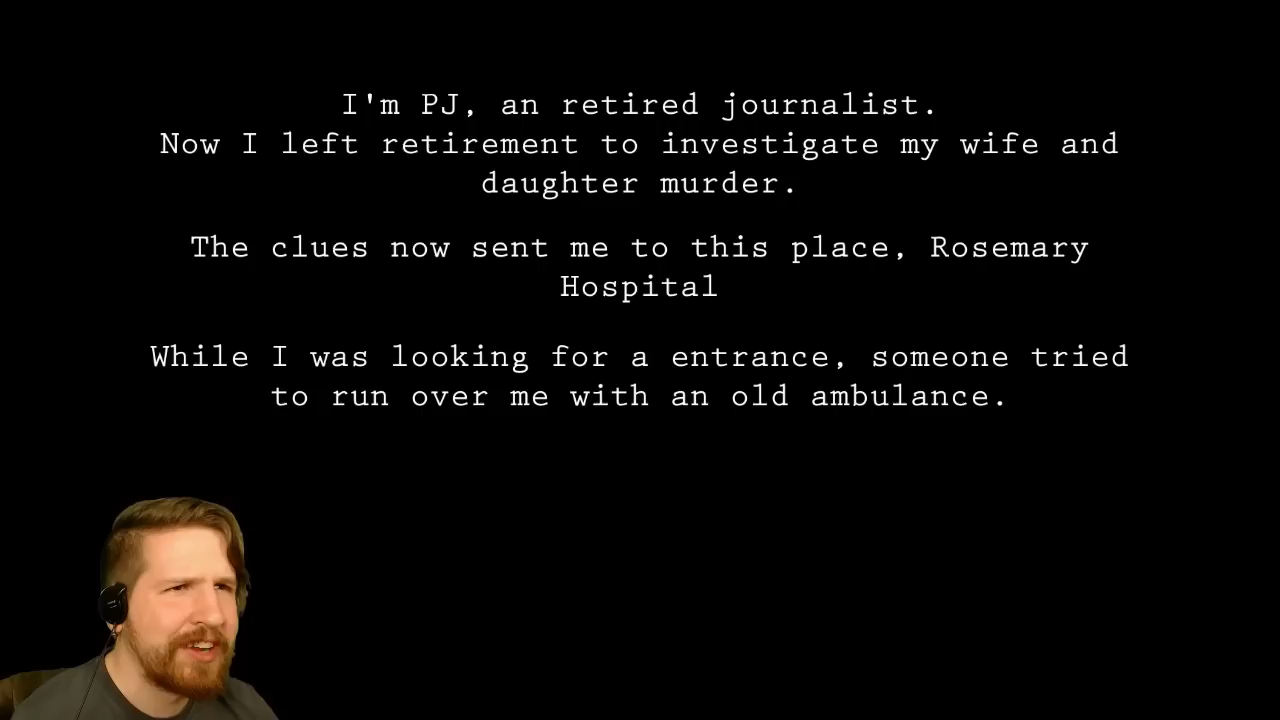 I'm PJ, an retired journalist.
Now I left retirement to investigate my wife and
daughter murder.
The clues now sent me to this place, Rosemary
Hospital
While I was looking for a entrance, someone tried
to run over me with an old ambulance.